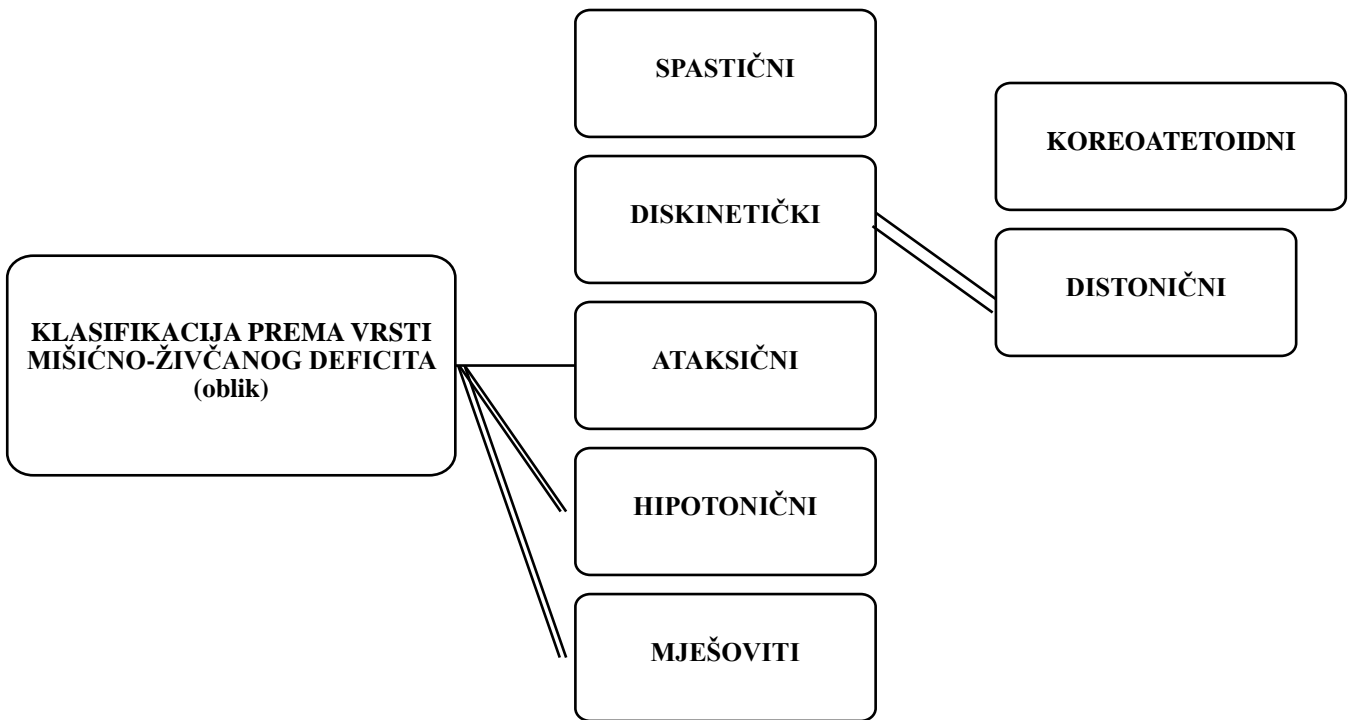 SPASTIČNI
KOREOATETOIDNI
DISKINETIČKI
DISTONIČNI
KLASIFIKACIJA PREMA VRSTI
MIŠIĆNO-ŽIVČANOG DEFICITA
(oblik)
ATAKSIČNI
HIPOTONIČNI
MJEŠOVITI